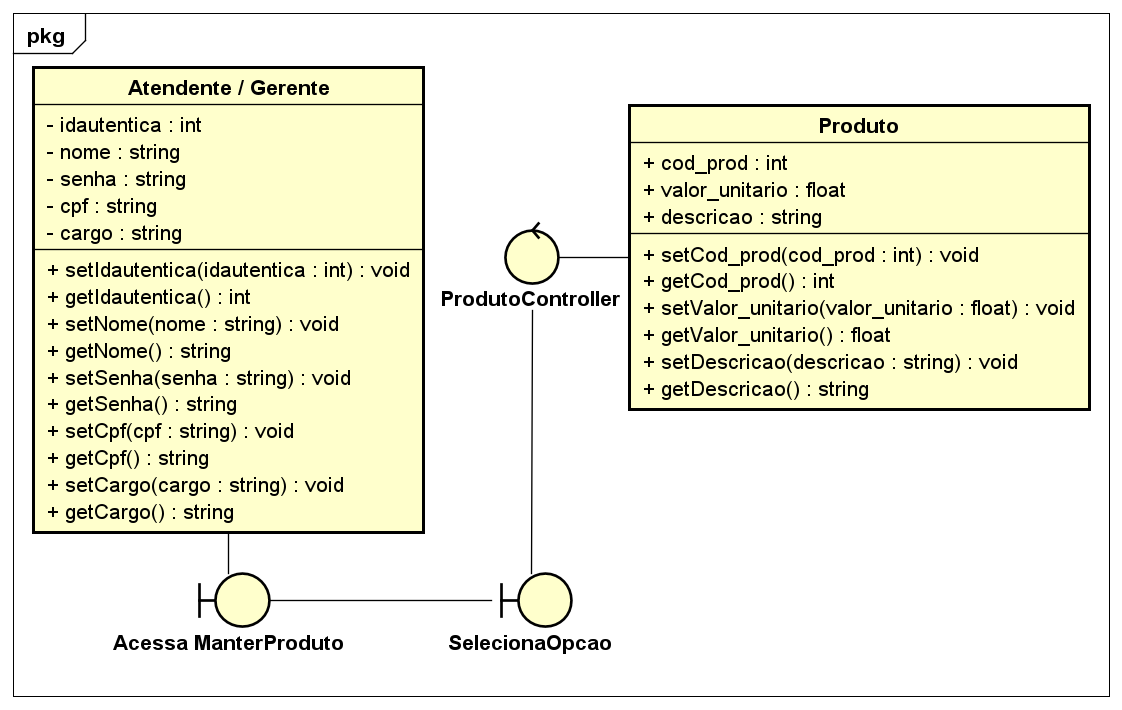 pkg
Atendente / Gerente
- idautentica : int
- nome : string
- senha : string
- cpf : string
- cargo : string
+ setIdautentica(idautentica : int) : void
+ getIdautentica() : int
+ setNome(nome : string) : void
+ getNome() : string
+ setSenha(senha : string) : void
+ getSenha() : string
+ setCpf(cpf : string) : void
+ getCpf() : string
+ setCargo(cargo : string) : void
+ getCargo() : string
Produto
+ cod_prod : int
+ valor_unitario : float
+ descricao : string
+ setCod_prod(cod_prod : int) : void
+ getCod_prod() : int
+ setValor_unitario(valor_unitario : float) : void
+ getValor_unitario() : float
+ setDescricao(descricao : string) : void
+ getDescricao() : string
ProdutoController
Acessa ManterProduto
SelecionaOpcao